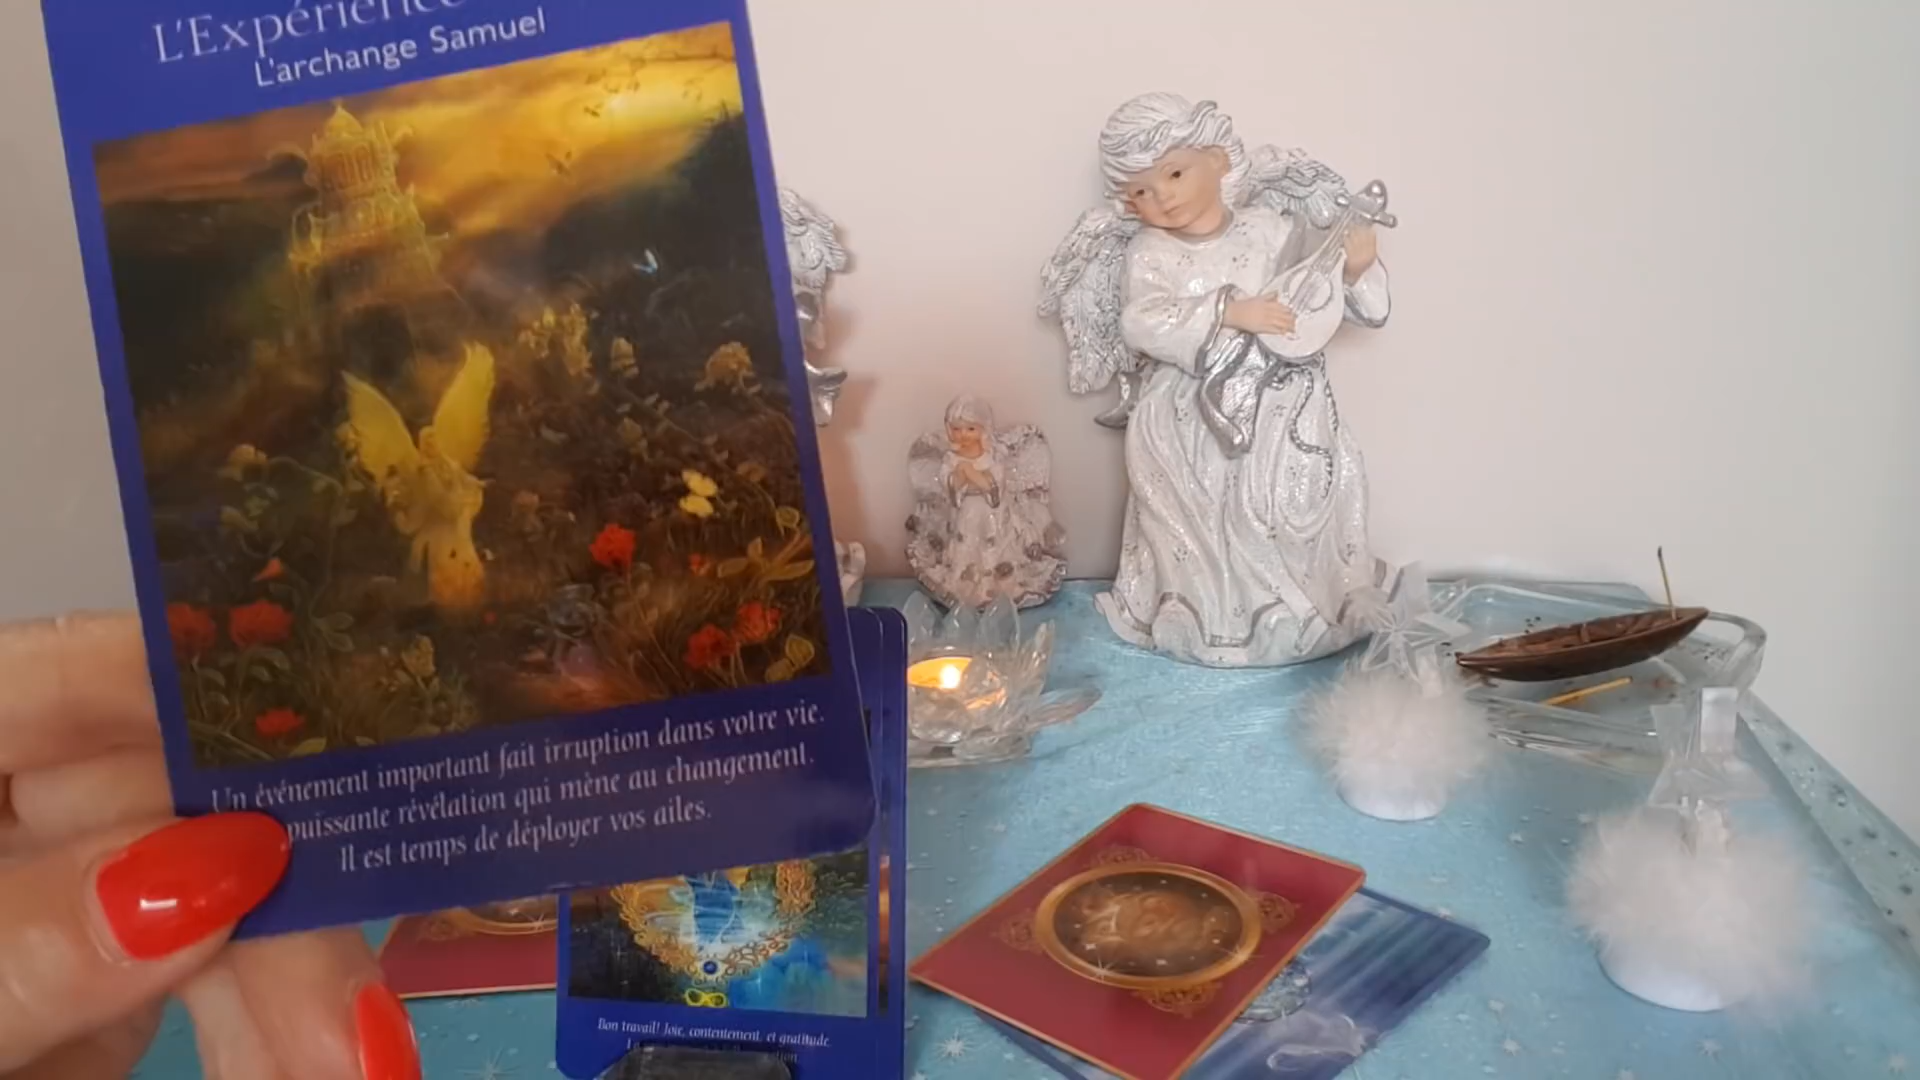 L'Expérience
L'archange Samuel
Un événement important fait irruption dans votre vie.
puissante révélation qui mène au changement.
Il est temps de déployer vos ailes.
Bon travail! Joie, contentement, et gratitude.